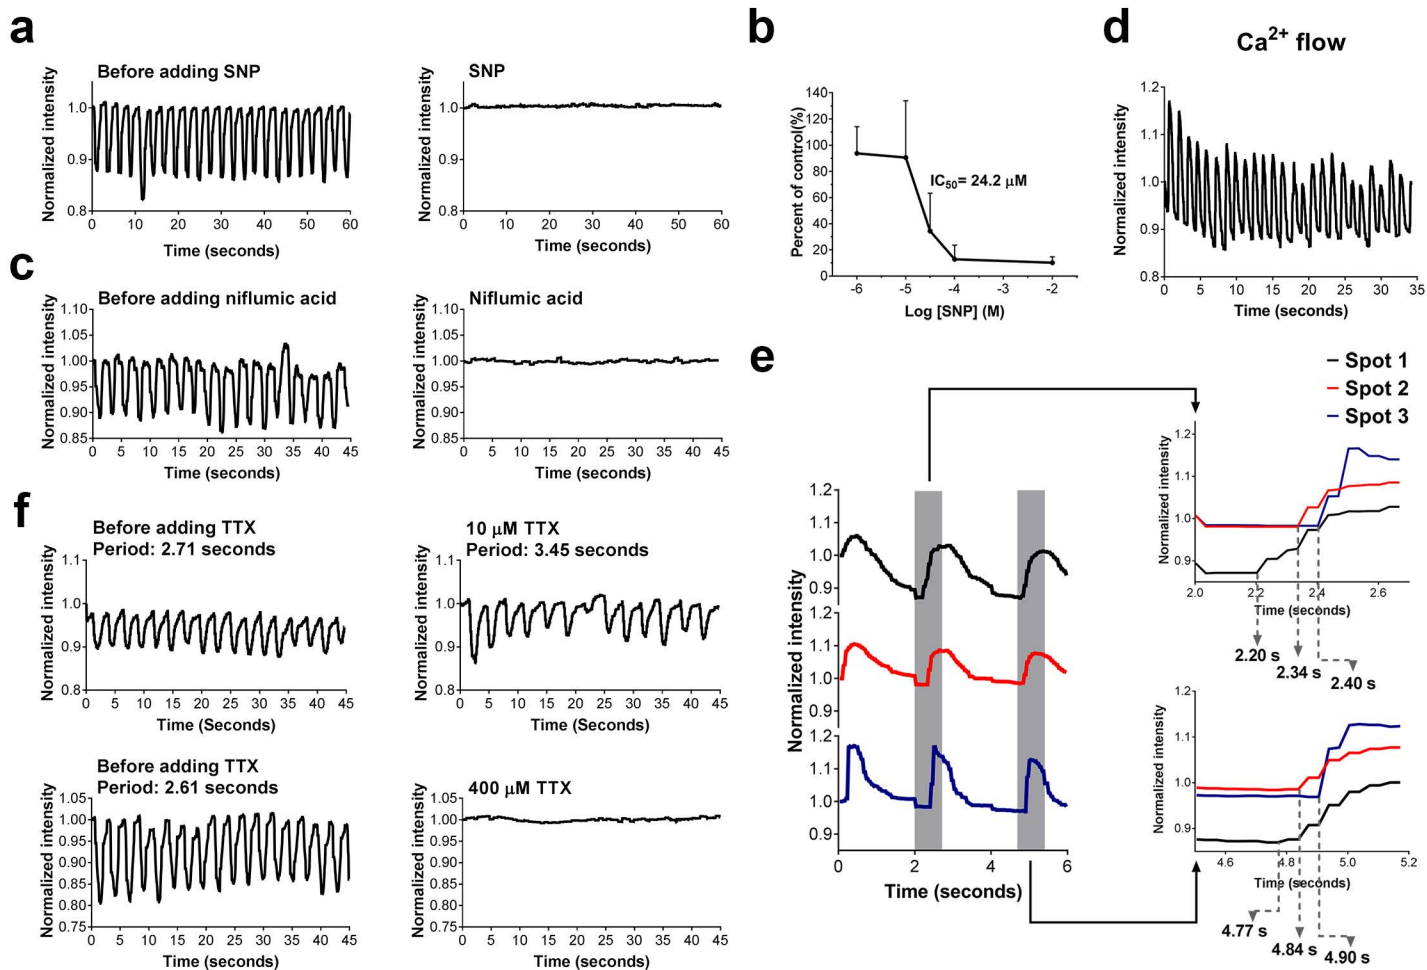 a
Before adding SNP
Normalized intensity
1.0
0.9
0.8
0 10 20 30 40 50 60
Time (seconds)
SNP
Normalized intensity
1.0
0.9
0.8
0 10 20 30 40 50 60
Time (seconds)
b
Percent of control(%)
140
120
100
80
60
40
20
0
IC50= 24.2 μM
-6 -5 -4 -3 -2
Log [SNP] (M)
c
Before adding niflumic acid
Normalized intensity
1.10
1.05
1.00
0.95
0.90
0.85
0 5 10 15 20 25 30 35 40 45
Time (seconds)
Niflumic acid
Normalized intensity
1.10
1.05
1.00
0.95
0.90
0.85
0 5 10 15 20 25 30 35 40 45
Time (seconds)
d
Ca2+ flow
Normalized intensity
1.2
1.1
1.0
0.9
0.8
0 5 10 15 20 25 30 35
Time (seconds)
e
Spot 1
Spot 2
Spot 3
Normalized intensity
1.2
1.1
1.0
0.9
1.2
1.1
1.0
0.9
1.2
1.1
1.0
0.9
0 2 4 6
Time (seconds)
Normalized intensity
1.2
1.1
1.0
0.9
2.0 2.2 2.4 2.6
Time (seconds)
2.20 s
2.34 s
2.40 s
Normalized intensity
1.2
1.1
1.0
0.9
4.6 4.8 5.0 5.2
Time (seconds)
4.77 s
4.84 s
4.90 s
f
Before adding TTX
Period: 2.71 seconds
Normalized intensity
1.1
1.0
0.9
0.8
0 5 10 15 20 25 30 35 40 45
Time (Seconds)
10 μM TTX
Period: 3.45 seconds
Normalized intensity
1.1
1.0
0.9
0.8
0 5 10 15 20 25 30 35 40 45
Time (Seconds)
Before adding TTX
Period: 2.61 seconds
Normalized intensity
1.05
1.00
0.95
0.90
0.85
0.80
0.75
0 5 10 15 20 25 30 35 40 45
Time (seconds)
400 μM TTX
Normalized intensity
1.05
1.00
0.95
0.90
0.85
0.80
0.75
0 5 10 15 20 25 30 35 40 45
Time (seconds)